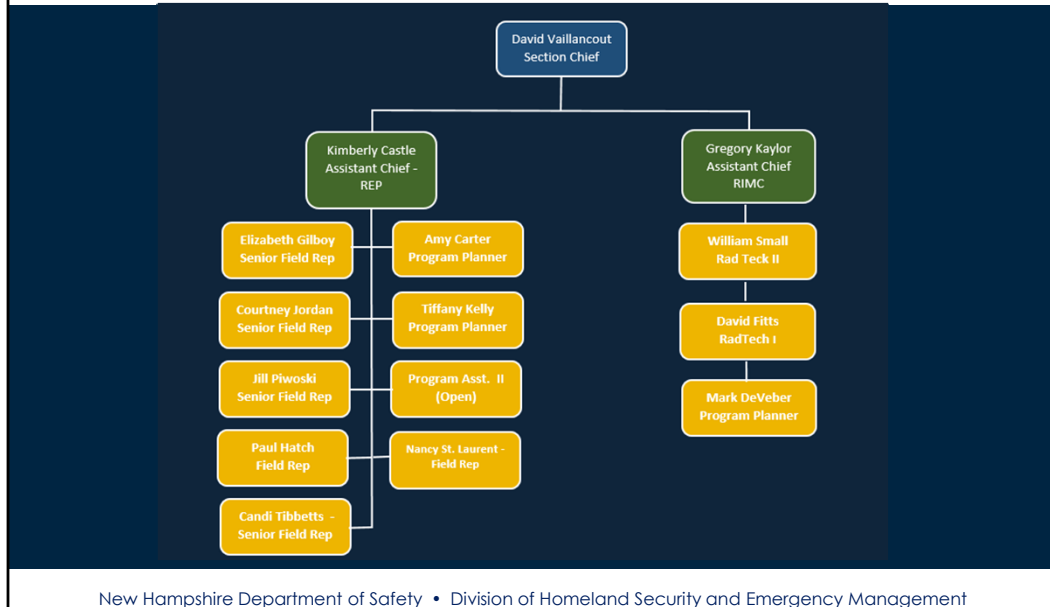 David Vaillancout
Section Chief
Kimberly Castle
Assistant Chief -
REP
Gregory Kaylor
Assistant Chief
RIMC
Elizabeth Gilboy
Senior Field Rep
Amy Carter
Program Planner
William Small
Rad Teck II
Courtney Jordan
Senior Field Rep
Tiffany Kelly
Program Planner
David Fitts
RadTech I
Jill Piwoski
Senior Field Rep
Program Asst.  II
(Open)
Mark DeVeber
Program Planner
Paul Hatch
Field Rep
Nancy St. Laurent -
Field Rep
Candi Tibbetts  -
Senior Field Rep
New Hampshire Department of Safety • Division of Homeland Security and Emergency Management